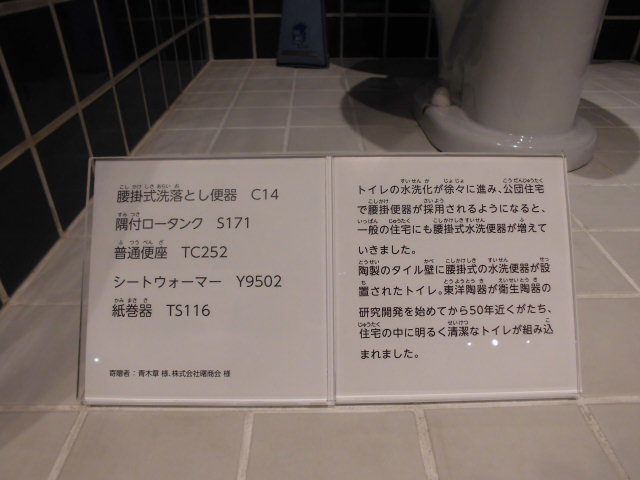 腰掛式洗落とし便器 C14
隅付ロータンク S171
普通便座 TC252
シートウォーマー Y9502
紙巻器 TS116
寄贈者：青木章 様、株式会社曙商会 様
トイレの水洗化が徐々に進み、公団住宅
で腰掛便器が採用されるようになると、
一般の住宅にも腰掛式水洗便器が増えて
いきました。
陶製のタイル壁に腰掛式の水洗便器が設
置されたトイレ。東洋陶器が衛生陶器の
研究開発を始めてから50年近くがたち、
住宅の中に明るく清潔なトイレが組み込
まれました。